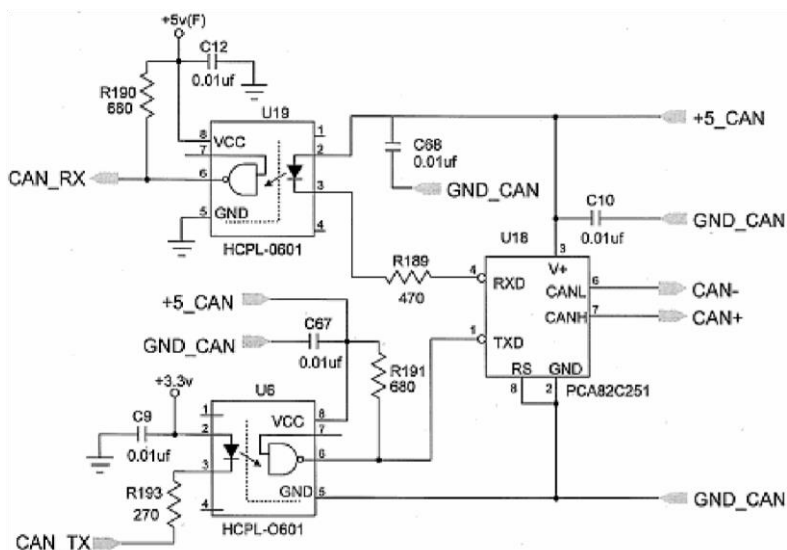 +5v(F)
C12
0.01uf
R190
680
U19
1
8
VCC
2
7
+5_CAN
C68
0.01uf
CAN_RX
6
3
GND_CAN
5
GND
4
C10
GND_CAN
HCPL-0601
U18
0.01uf
3
R189
V+
4
RXD
CANL
6
CAN-
470
CANH
7
CAN+
+5_CAN
1
TXD
C67
GND_CAN
0.01uf
R191
680
RS
GND
8
2
PCA82C251
+3.3v
U6
1
8
VCC
C9
2
7
0.01uf
3
6
R193
270
GND
5
GND_CAN
4
CAN_TX
HCPL-O601